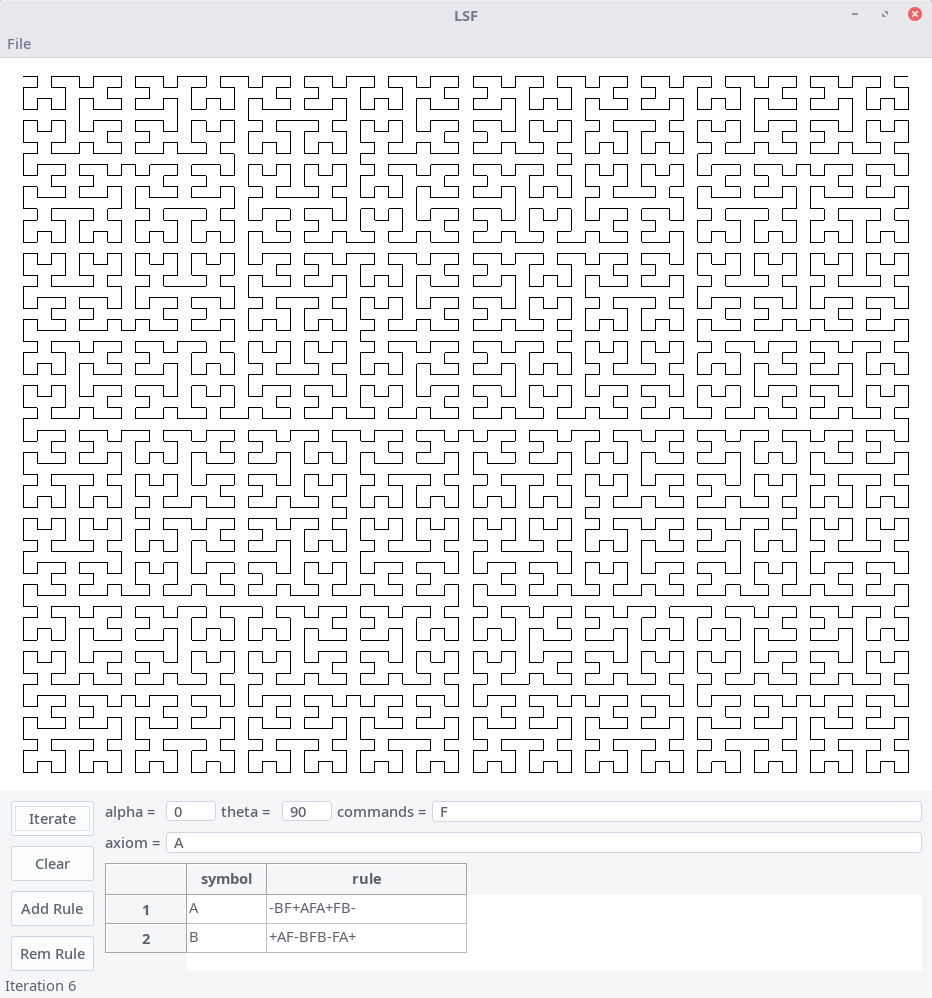 LSF
File
Iterate
alpha = 0 theta = 90 commands = F
axiom = A
Clear
symbol rule
Add Rule
1 A -BF+AFA+FB-
2 B +AF-BFB-FA+
Rem Rule
Iteration 6